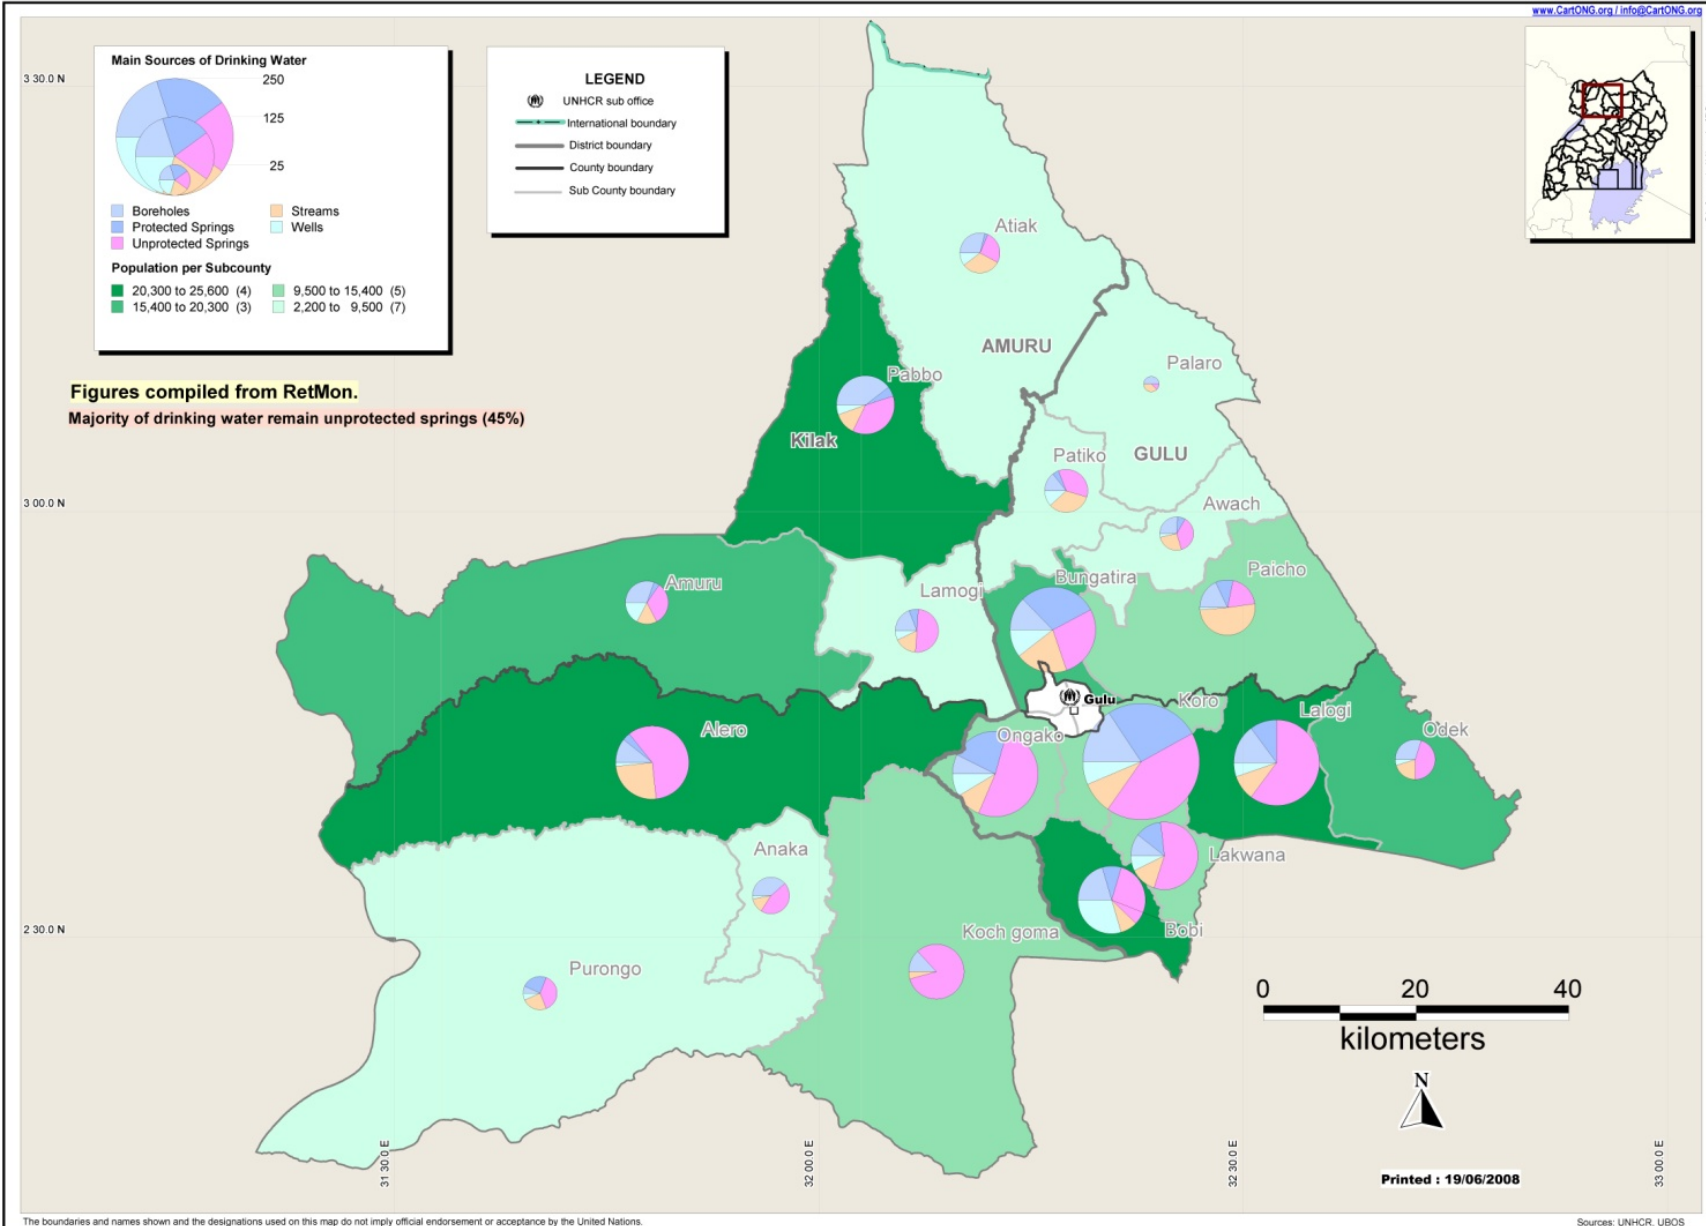 www.CartONG.org / info@CartONG.org
Main Sources of Drinking Water
250
125
25
Boreholes
Protected Springs
Unprotected Springs
Streams
Wells
Population per Subcounty
20,300 to 25,600 (4)
15,400 to 20,300 (3)
9,500 to 15,400 (5)
2,200 to 9,500 (7)
LEGEND
UNHCR sub office
International boundary
District boundary
County boundary
Sub County boundary
Figures compiled from RetMon.
Majority of drinking water remain unprotected springs (45%)
3 30.0 N
3 00.0 N
2 30.0 N
Atiak
AMURU
Palaro
Pabbo
Kilak
Patiko
GULU
Awach
Paicho
Bungatira
Amuru
Lamogi
Gulu
Koro
Lalogi
Odek
Alero
Ongako
Anaka
Lakwana
Bobi
Koch goma
Purongo
0 20 40
kilometers
N
31 30.0 E
32 00.0 E
32 30.0 E
33 00.0 E
Printed : 19/06/2008
The boundaries and names shown and the designations used on this map do not imply official endorsement or acceptance by the United Nations.
Sources: UNHCR, UBOS